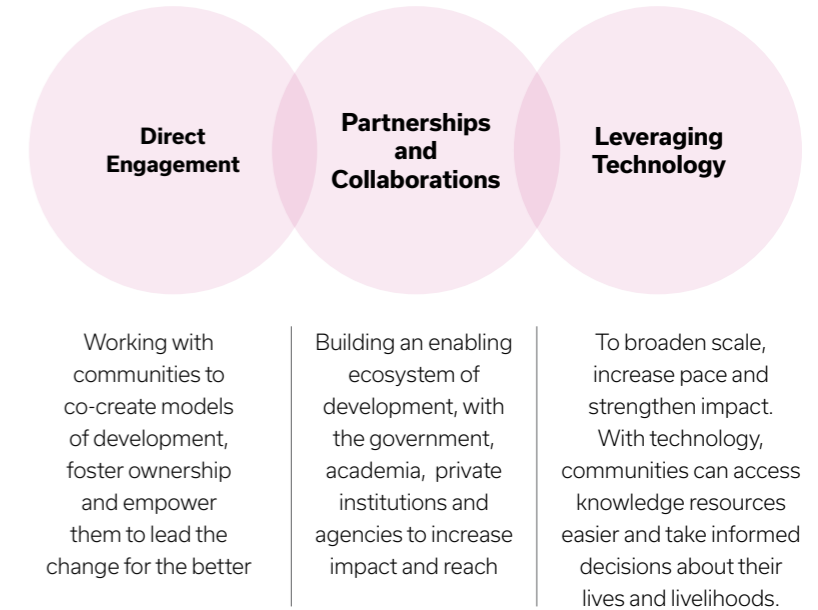 Direct
Engagement
Partnerships
and
Collaborations
Leveraging
Technology
Working with
communities to
co-create models
of development,
foster ownership
and empower
them to lead the
change for the better
Building an enabling
ecosystem of
development, with
the government,
academia, private
institutions and
agencies to increase
impact and reach
To broaden scale,
increase pace and
strengthen impact.
With technology,
communities can access
knowledge resources
easier and take informed
decisions about their
lives and livelihoods.